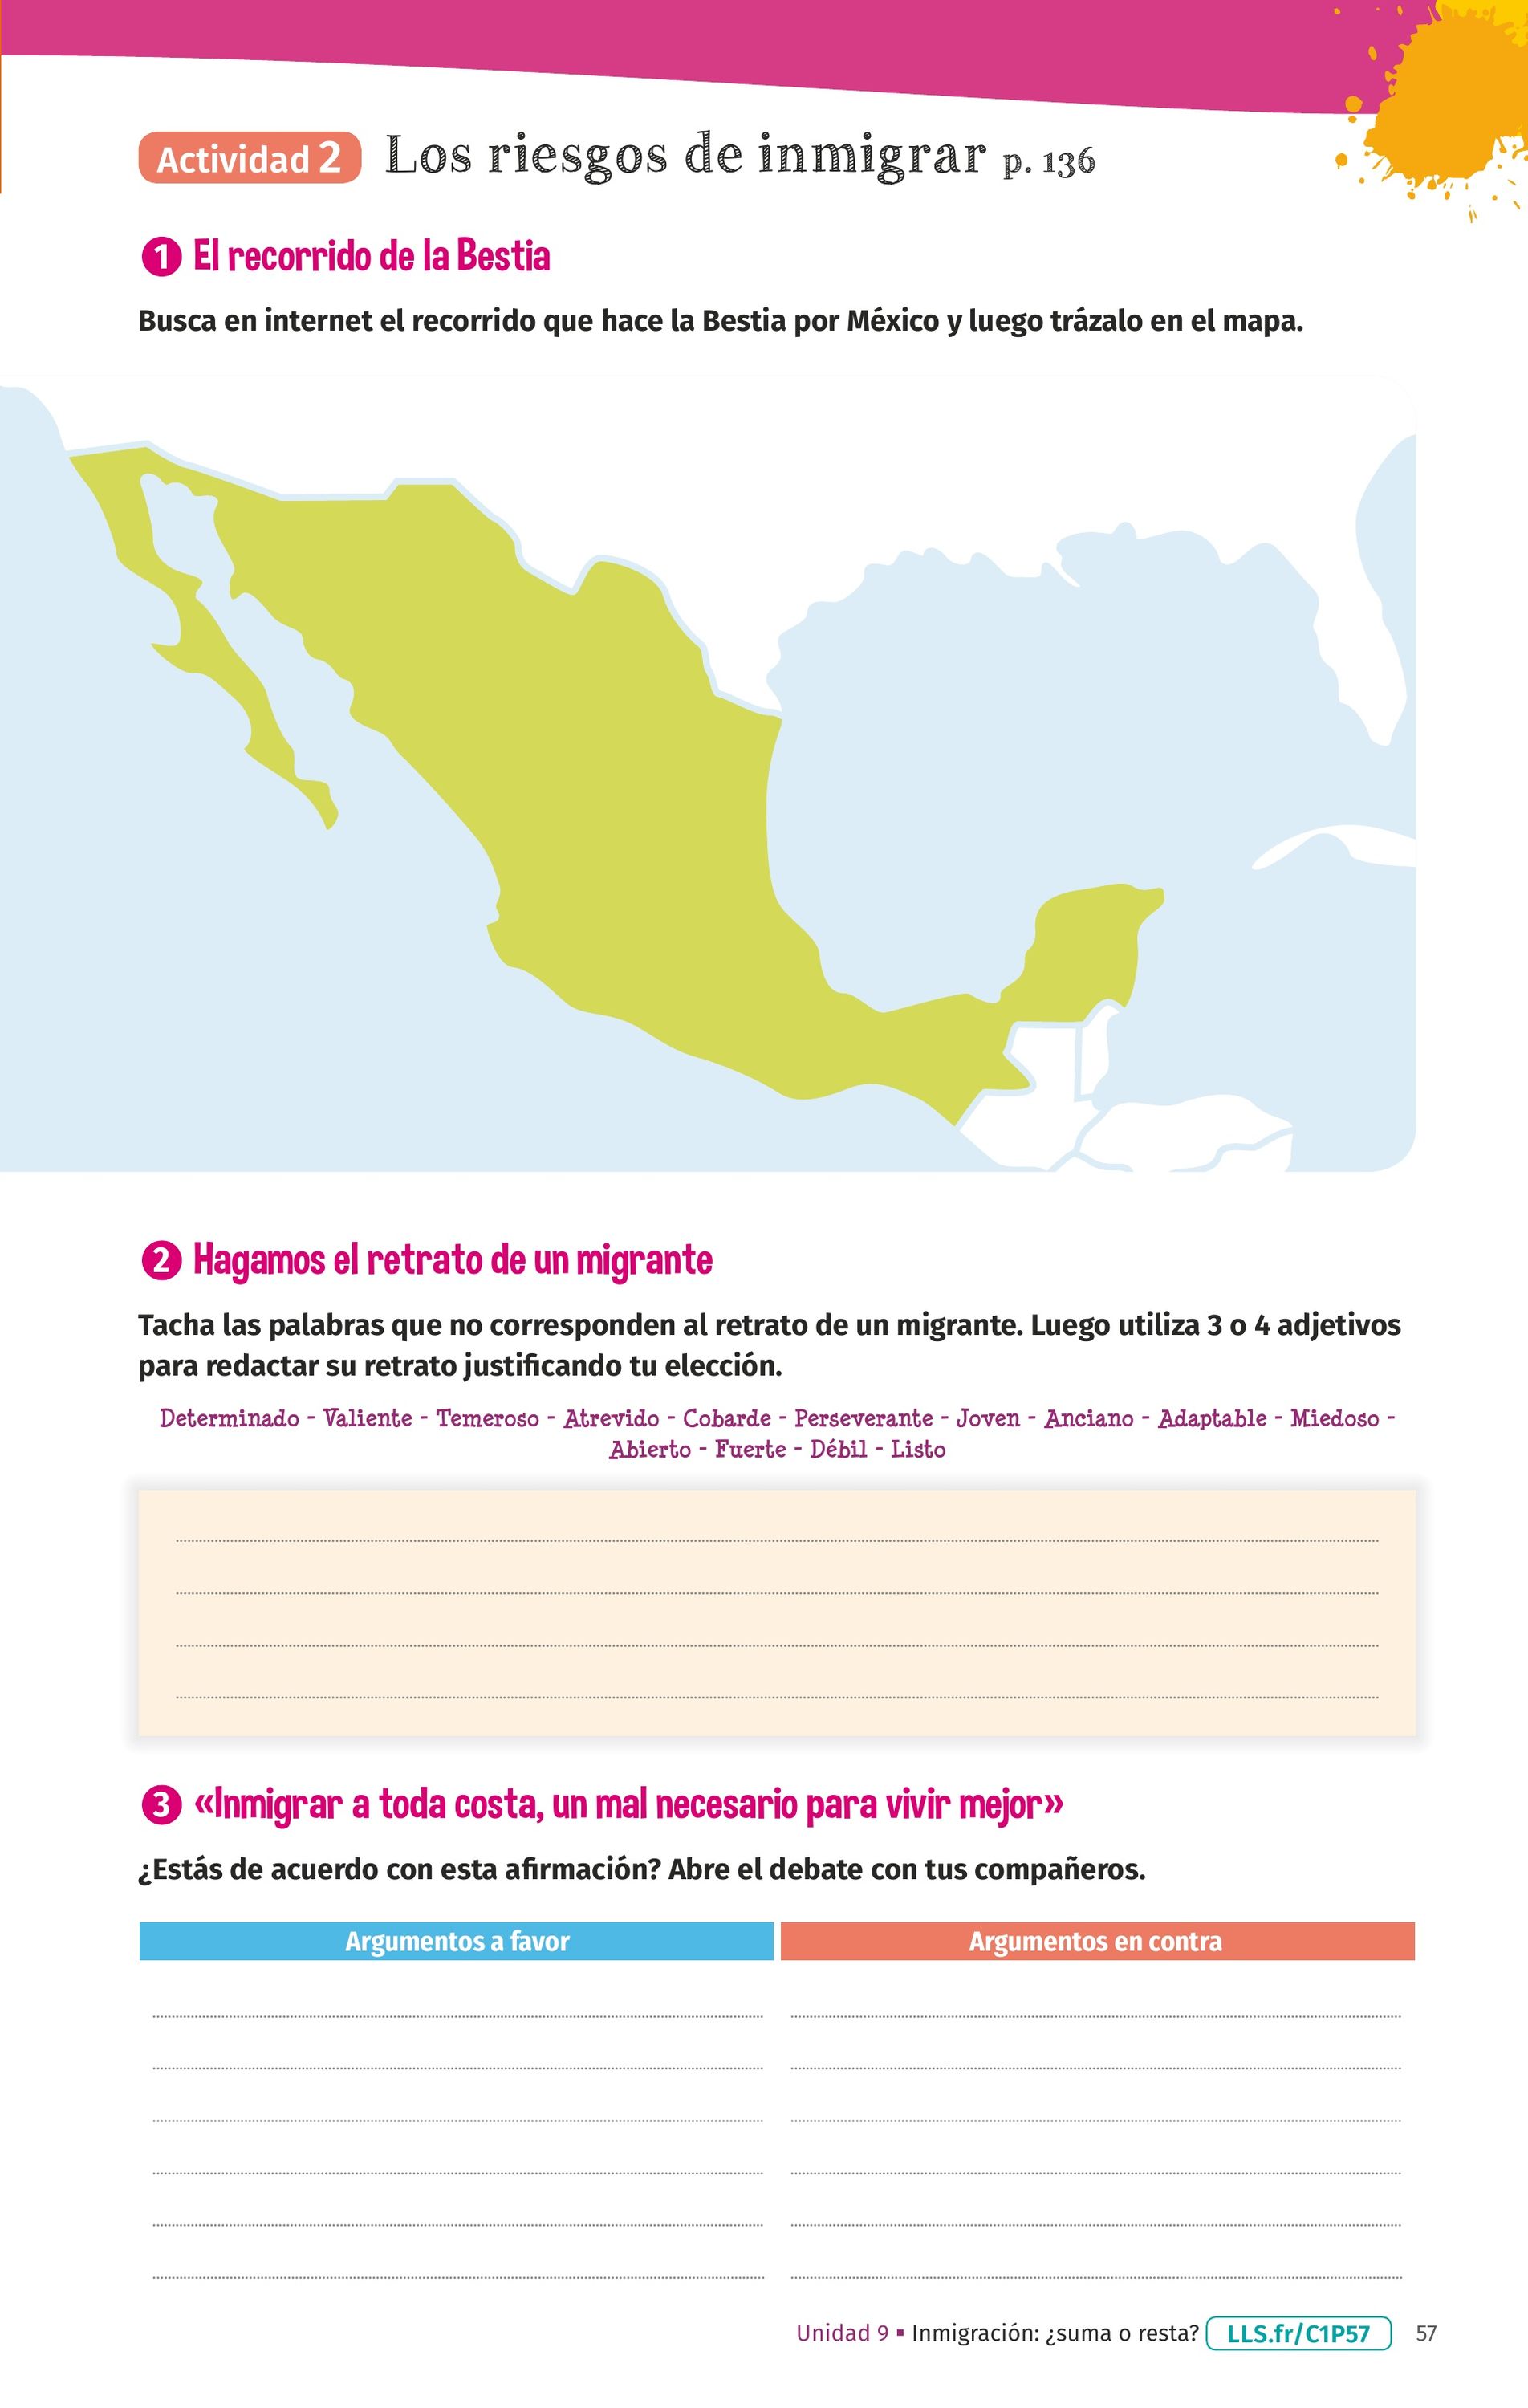 Actividad 2 Los riesgos de inmigrar p. 136
1 El recorrido de la Bestia
Busca en internet el recorrido que hace la Bestia por México y luego trázalo en el mapa.
2 Hagamos el retrato de un migrante
Tacha las palabras que no corresponden al retrato de un migrante. Luego utiliza 3 o 4 adjetivos
para redactar su retrato justificando tu elección.
Determinado - Valiente - Temeroso - Atrevido - Cobarde - Perseverante - Joven - Anciano - Adaptable - Miedoso -
Abierto - Fuerte - Débil - Listo
3 «Inmigrar a toda costa, un mal necesario para vivir mejor»
¿Estás de acuerdo con esta afirmación? Abre el debate con tus compañeros.
Argumentos a favor Argumentos en contra
Unidad 9 ▪ Inmigración: ¿suma o resta? LLS.fr/C1P57 57